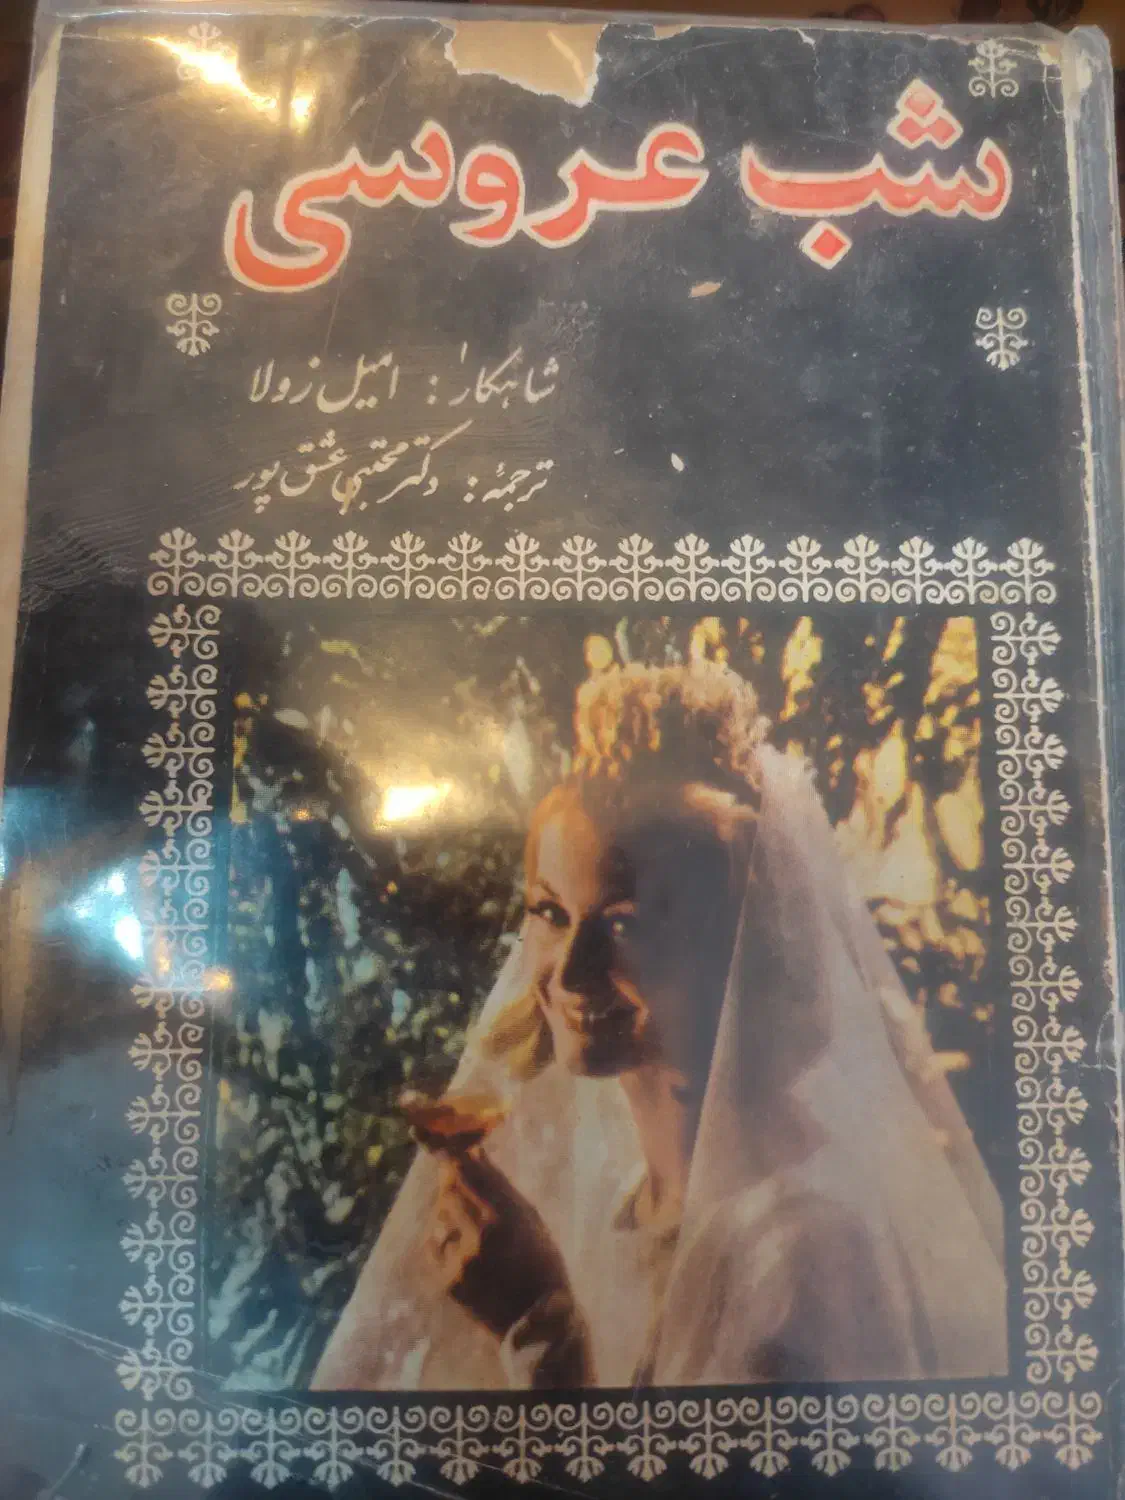 شب عروسی
شاهکار: امیل زولا
ترجمهٔ: دکتر مجتبی عشق پور